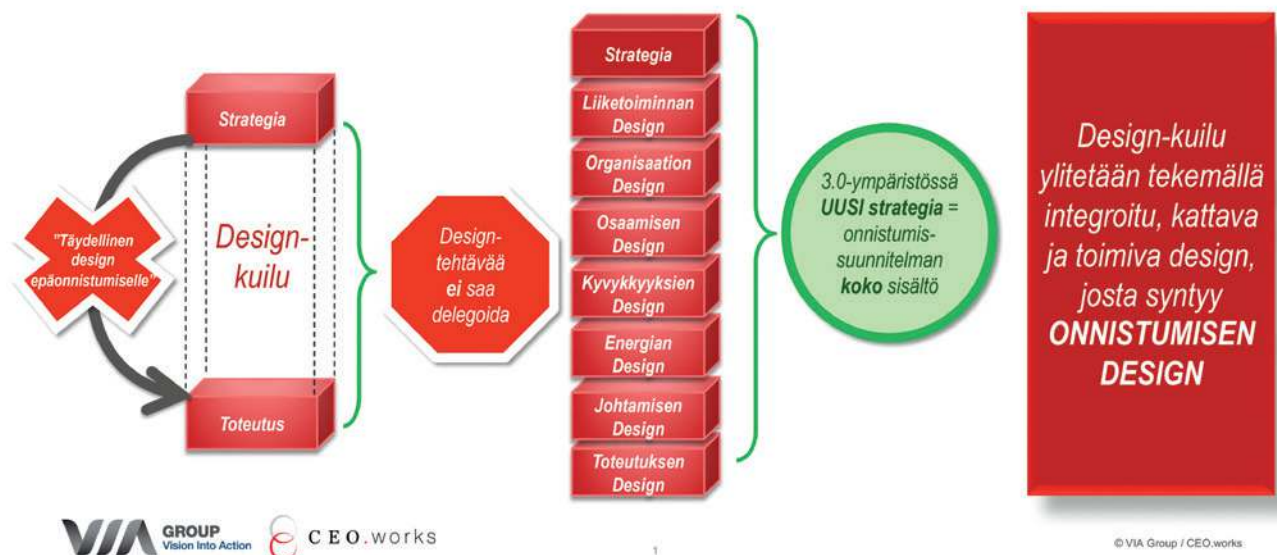 Strategia
"Täydellinen
design
epäonnistumiselle"
Design-
kuilu
Toteutus
Design-
tehtävää
ei saa
delegoida
Strategia
Liiketoiminnan
Design
Organisaation
Design
Osaamisen
Design
Kyvykkyyksien
Design
Energian
Design
Johtamisen
Design
Toteutuksen
Design
3.0-ympäristössä
UUSI strategia =
onnistumis-
suunnitelman
koko sisältö
Design-kuilu
ylitetään tekemällä
integroitu, kattava
ja toimiva design,
josta syntyy
ONNISTUMISEN
DESIGN
VIA GROUP
Vision Into Action
CEO.works
1
© VIA Group / CEO.works